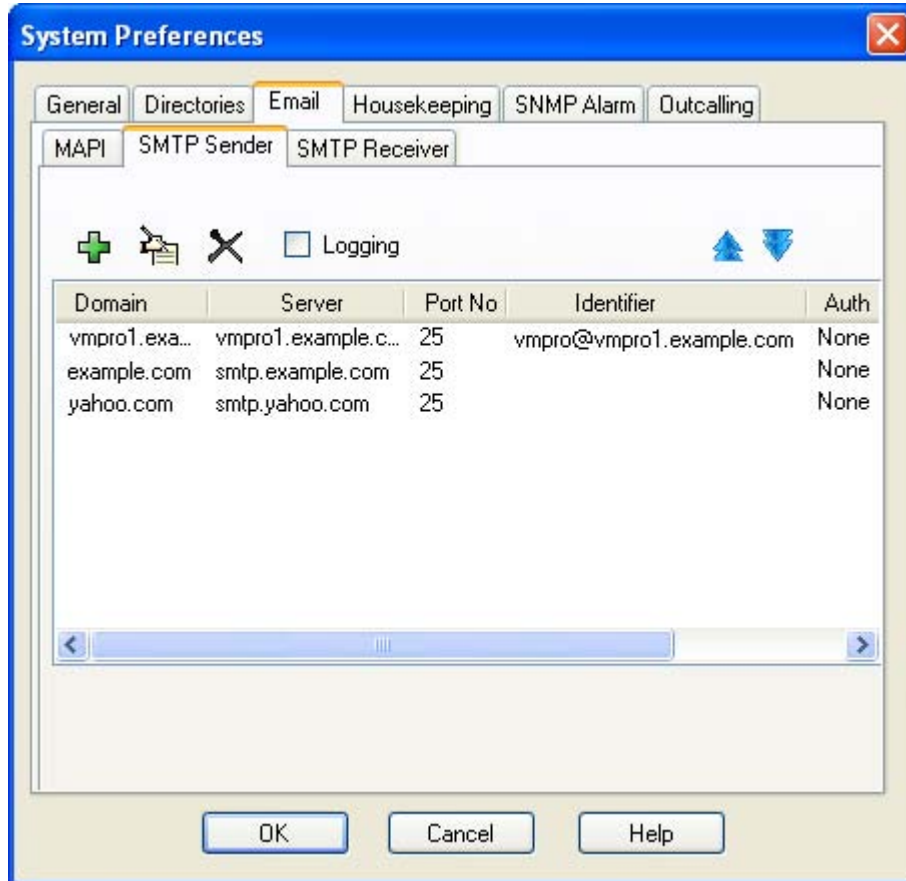 System Preferences
General Directories Email Housekeeping SNMP Alarm Outcalling
MAPI SMTP Sender SMTP Receiver
Logging
Domain Server Port No Identifier Auth
vmpro1.exa... vmpro1.example.c... 25 vmpro@vmpro1.example.com None
example.com smtp.example.com 25 None
yahoo.com smtp.yahoo.com 25 None
OK Cancel Help